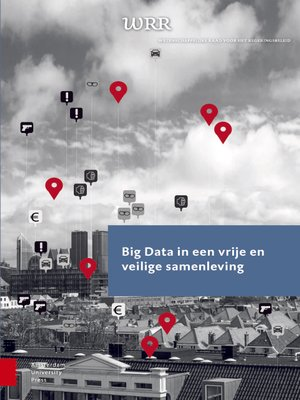 WRR
WETENSCHAPPELIJKE RAAD VOOR HET REGERINGSBELEID
!
!
€
!
€
Big Data in een vrije en
veilige samenleving
!
Amsterdam
University
Press